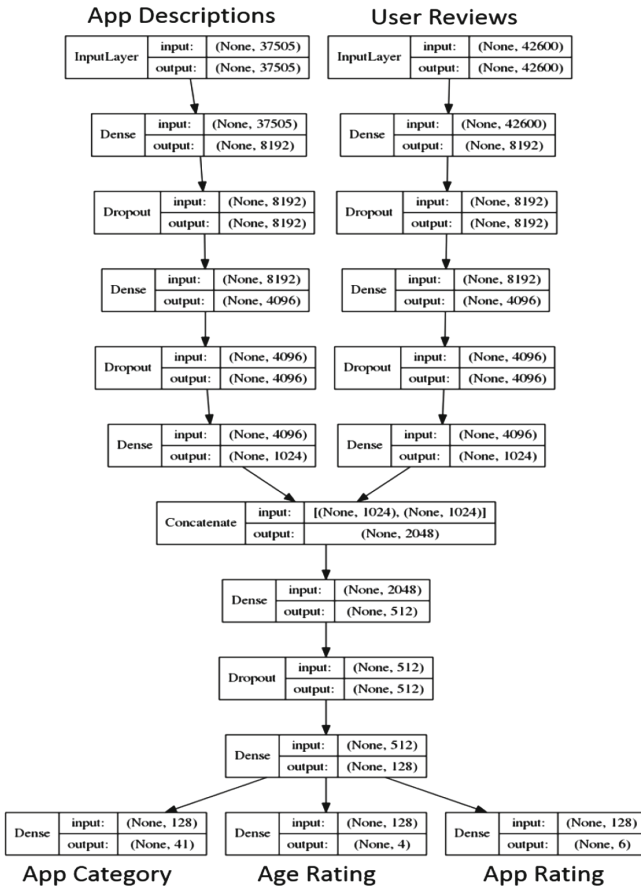 App Descriptions User Reviews
InputLayer input: (None, 37505) output: (None, 37505)
InputLayer input: (None, 42600) output: (None, 42600)
Dense input: (None, 37505) output: (None, 8192)
Dense input: (None, 42600) output: (None, 8192)
Dropout input: (None, 8192) output: (None, 8192)
Dropout input: (None, 8192) output: (None, 8192)
Dense input: (None, 8192) output: (None, 4096)
Dense input: (None, 8192) output: (None, 4096)
Dropout input: (None, 4096) output: (None, 4096)
Dropout input: (None, 4096) output: (None, 4096)
Dense input: (None, 4096) output: (None, 1024)
Dense input: (None, 4096) output: (None, 1024)
Concatenate input: [(None, 1024), (None, 1024)] output: (None, 2048)
Dense input: (None, 2048) output: (None, 512)
Dropout input: (None, 512) output: (None, 512)
Dense input: (None, 512) output: (None, 128)
Dense input: (None, 128) output: (None, 41)
Dense input: (None, 128) output: (None, 4)
Dense input: (None, 128) output: (None, 6)
App Category Age Rating App Rating